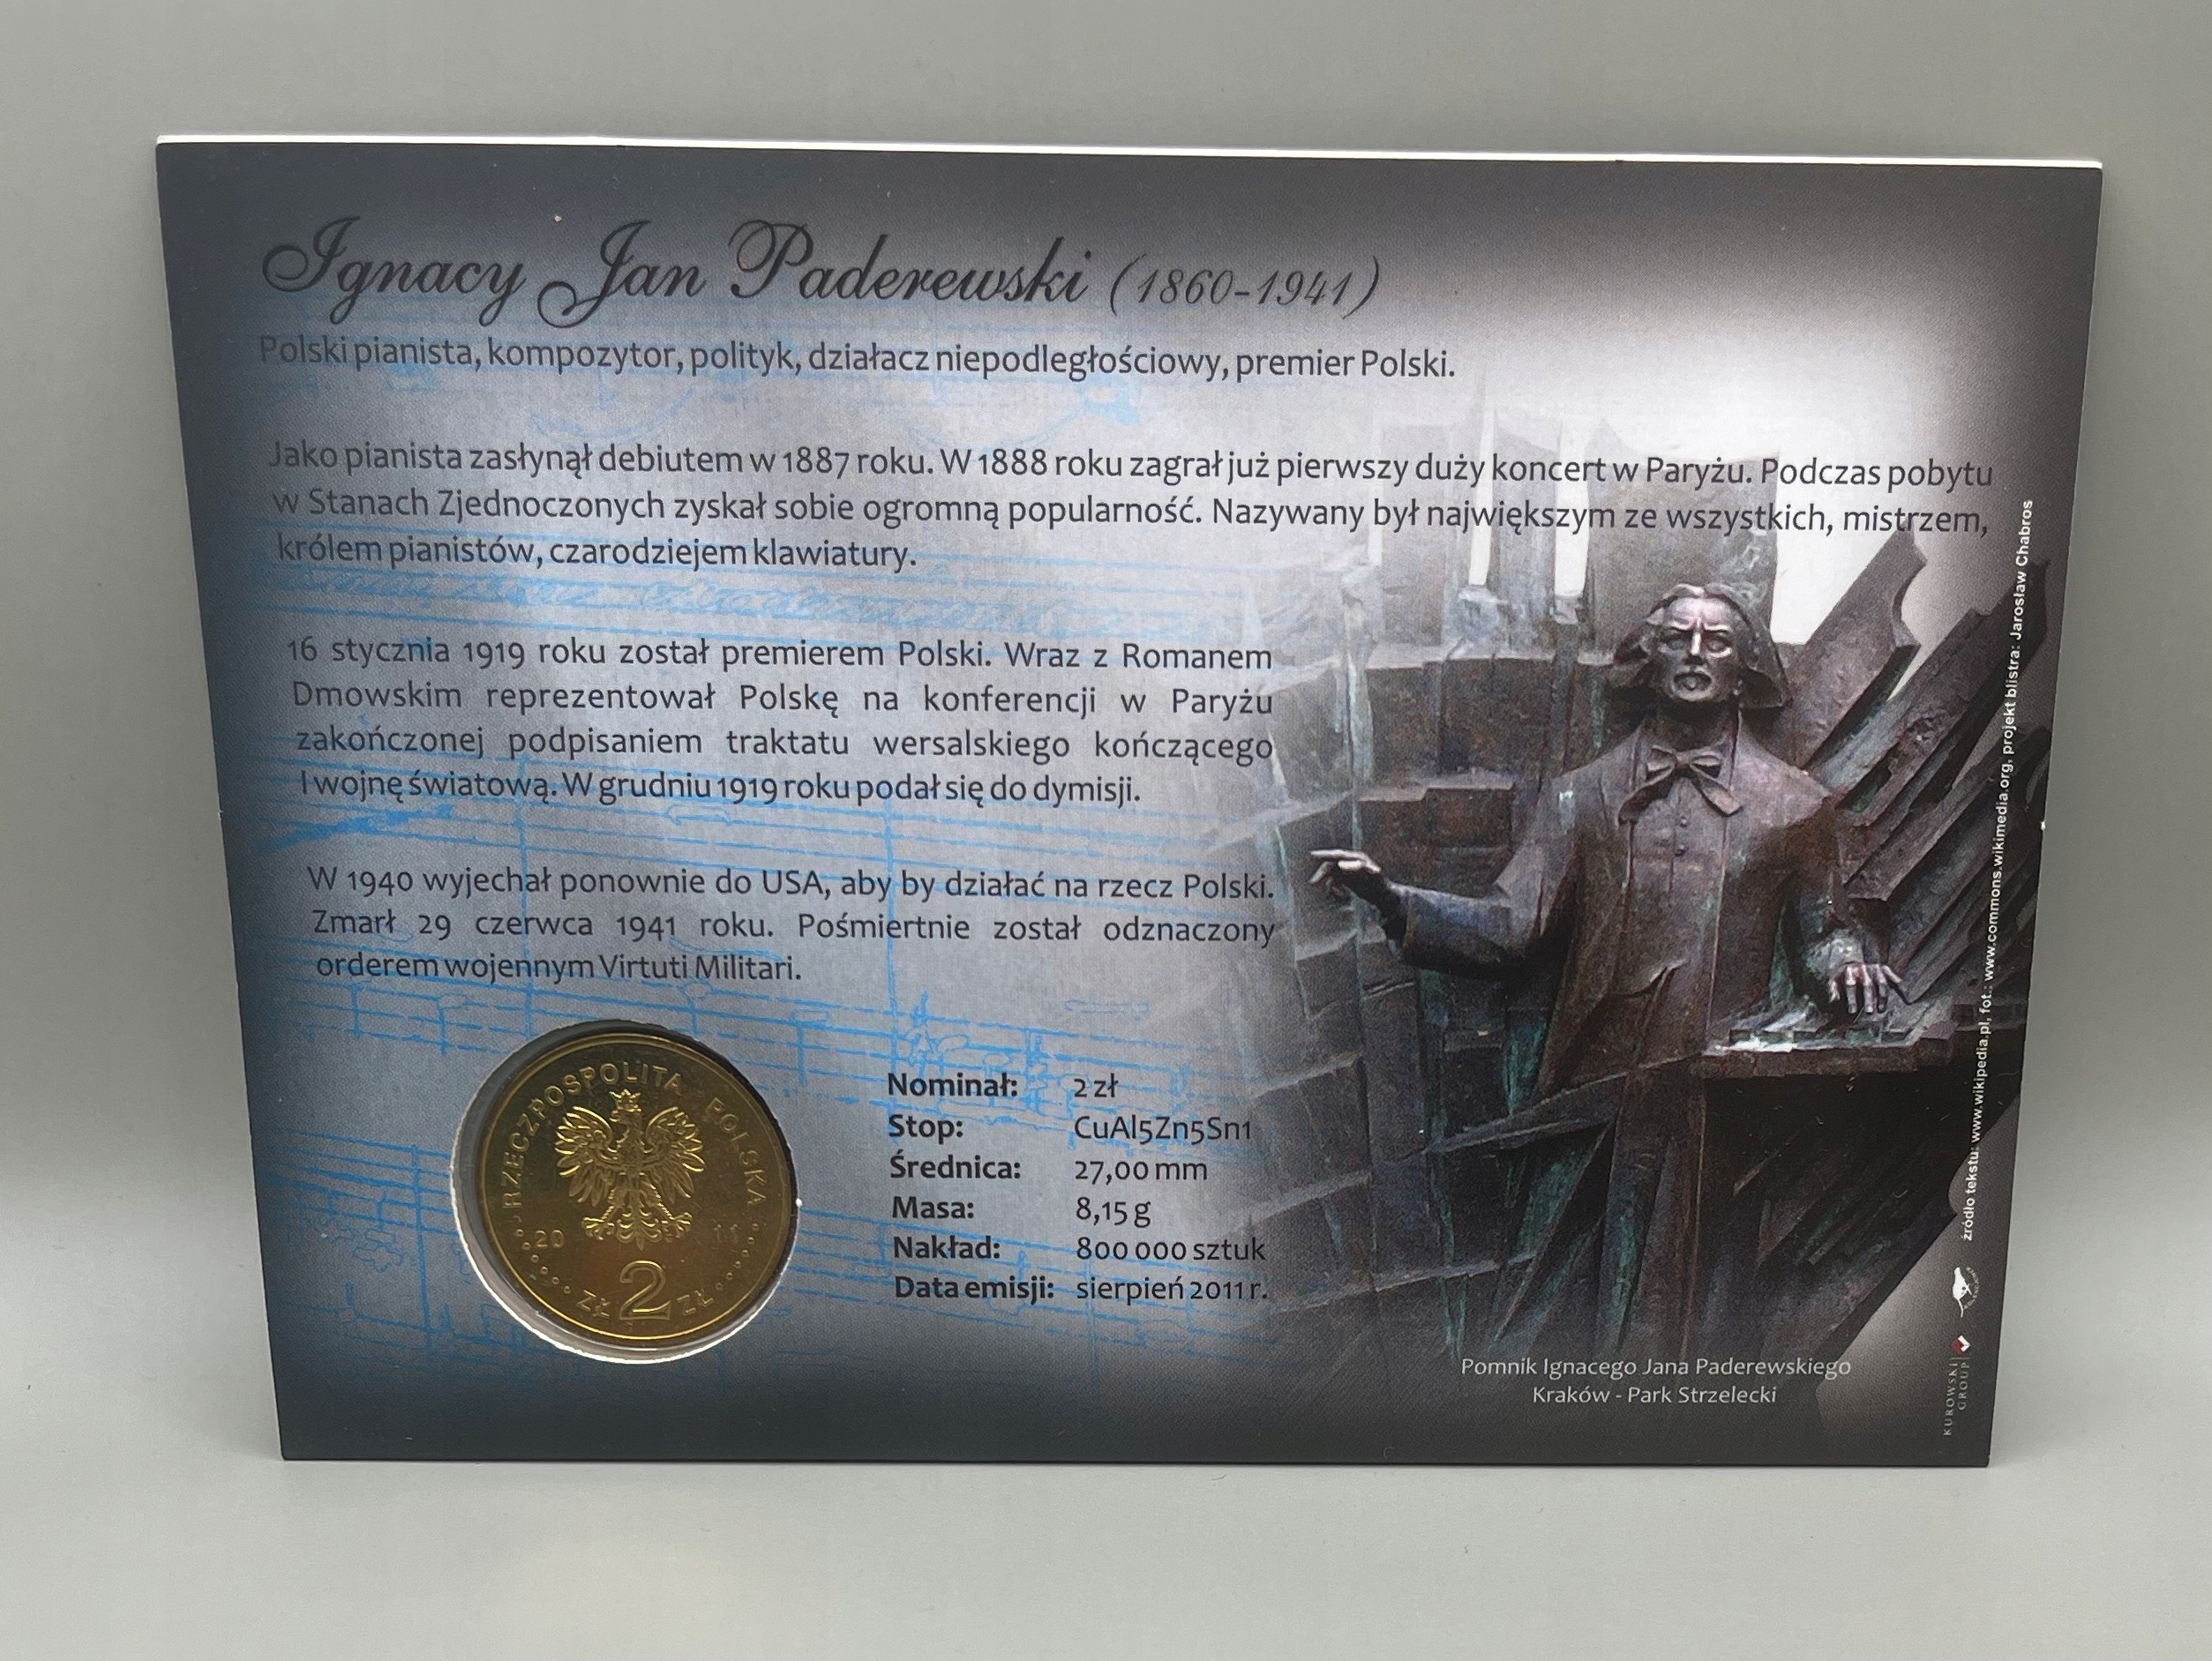 Ignacy Jan Paderewski (1860-1941)
Polski pianista, kompozytor, polityk, działacz niepodległościowy, premier Polski.
Jako pianista zasłynął debiutem w 1887 roku. W 1888 roku zagrał już pierwszy duży koncert w Paryżu. Podczas pobytu
w Stanach Zjednoczonych zyskał sobie ogromną popularność. Nazywany był największym ze wszystkich, mistrzem,
królem pianistów, czarodziejem klawiatury.
16 stycznia 1919 roku został premierem Polski. Wraz z Romanem
Dmowskim reprezentował Polskę na konferencji w Paryżu
zakończonej podpisaniem traktatu wersalskiego kończącego
I wojnę światową. W grudniu 1919 roku podał się do dymisji.
W 1940 wyjechał ponownie do USA, aby by działać na rzecz Polski.
Zmarł 29 czerwca 1941 roku. Pośmiertnie został odznaczony
orderem wojennym Virtuti Militari.
RZECZPOSPOLITA POLSKA
20 11
ZŁ 2 ZŁ
Nominał: 2 zł
Stop: CuAl5Zn5Sn1
Średnica: 27,00 mm
Masa: 8,15 g
Nakład: 800 000 sztuk
Data emisji: sierpień 2011 r.
Pomnik Ignacego Jana Paderewskiego
Kraków - Park Strzelecki
źródło tekstu: www.wikipedia.pl, fot.: www.commons.wikimedia.org, projekt blistra: Jarosław Chabros
KUROWSKI
GROUP